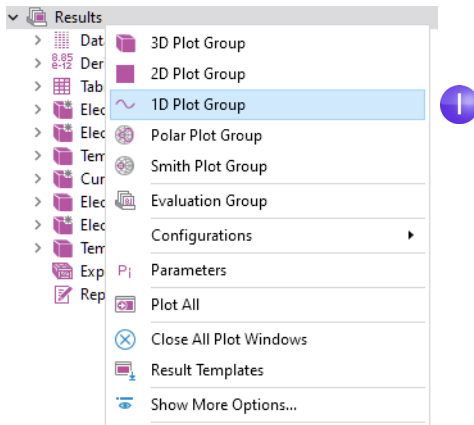 Results
Dat
8.85
e-12
Der
Tab
Elec
Elec
Tem
Cur
Elec
Elec
Tem
Exp
Rep
3D Plot Group
2D Plot Group
1D Plot Group
Polar Plot Group
Smith Plot Group
Evaluation Group
Configurations
Pi Parameters
Plot All
Close All Plot Windows
Result Templates
Show More Options...
I